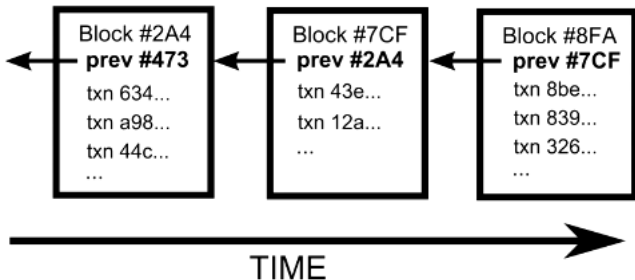 Block #2A4
prev #473
txn 634...
txn a98...
txn 44c...
...
Block #7CF
prev #2A4
txn 43e...
txn 12a...
...
Block #8FA
prev #7CF
txn 8be...
txn 839...
txn 326...
...
TIME